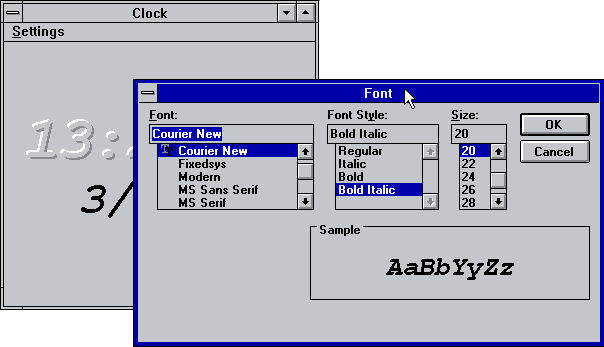 Clock
Settings
13:
3/
Font
Font:
Courier New
Courier New
Fixedsys
Modern
MS Sans Serif
MS Serif
Font Style:
Bold Italic
Regular
Italic
Bold
Bold Italic
Size:
20
20
22
24
26
28
OK
Cancel
Sample
AaBbYyZz